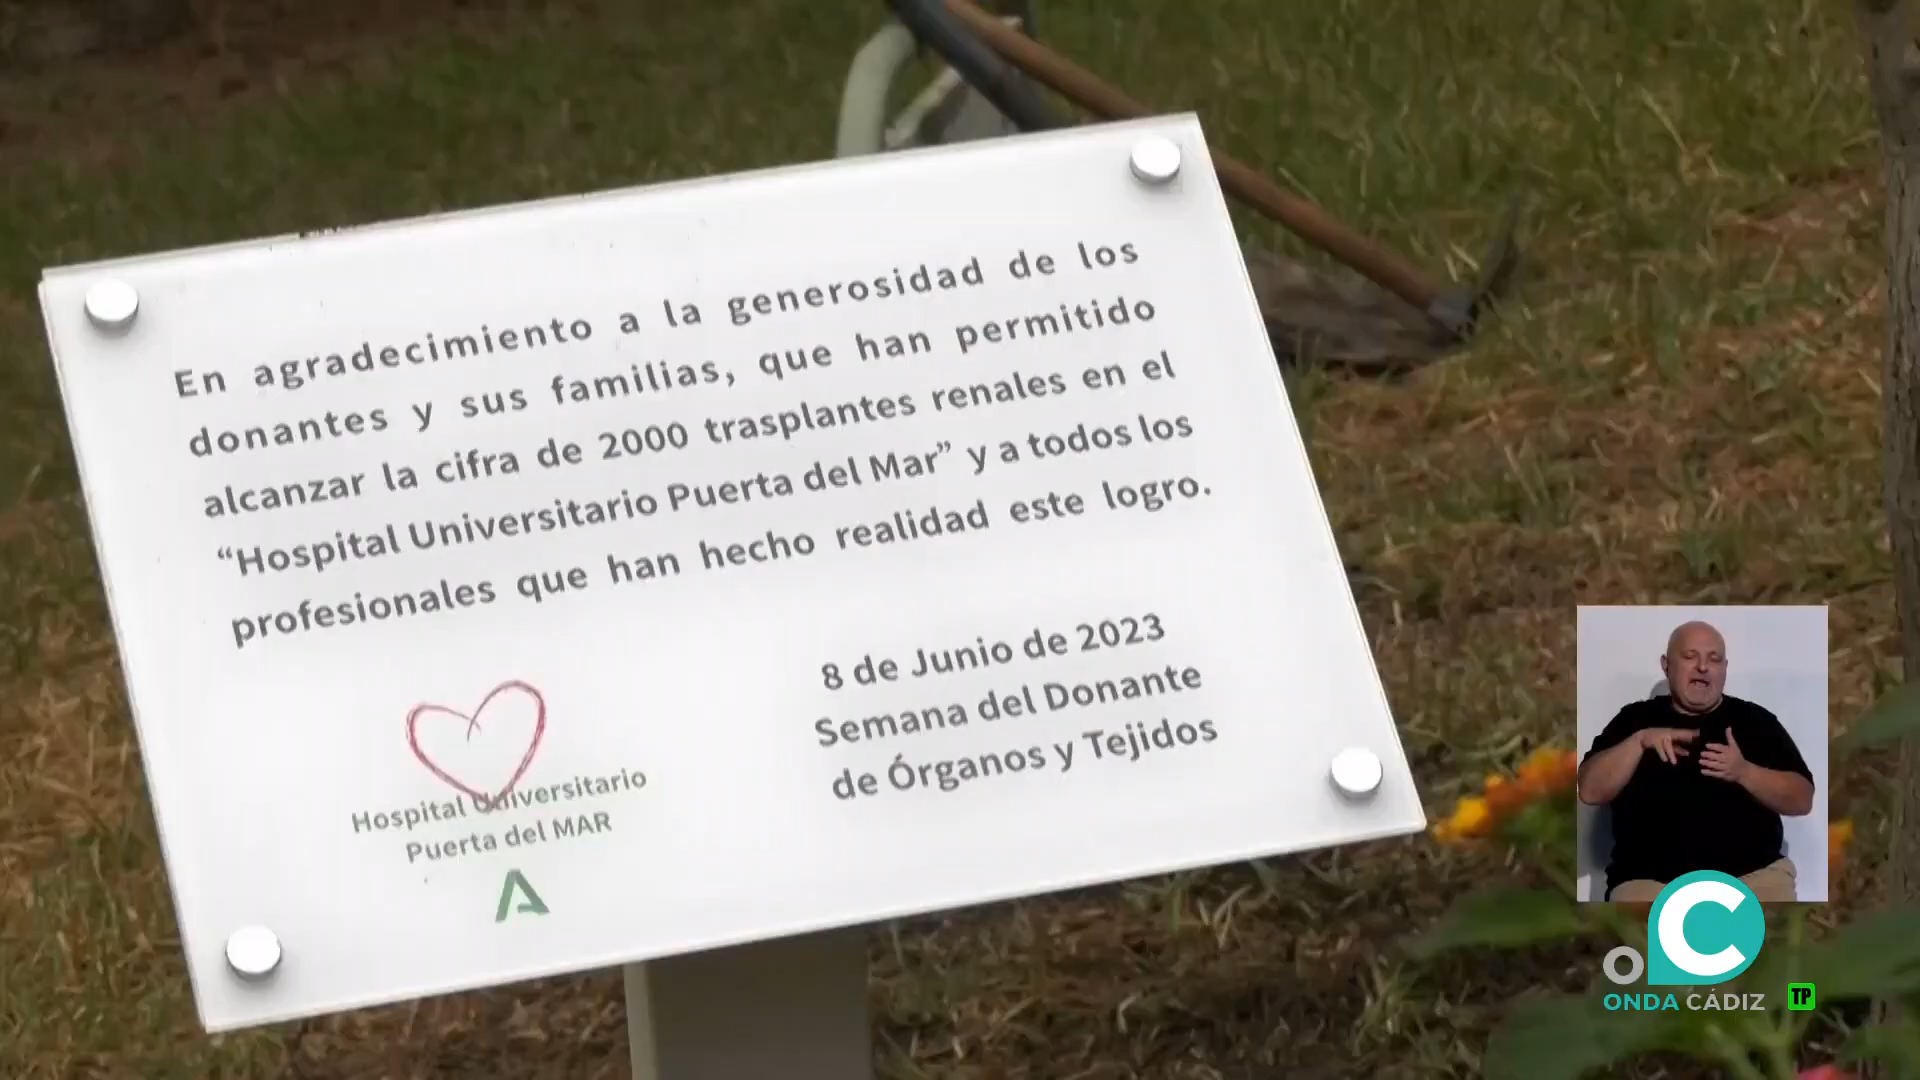 En agradecimiento a la generosidad de los
donantes y sus familias, que han permitido
alcanzar la cifra de 2000 trasplantes renales en el
“Hospital Universitario Puerta del Mar” y a todos los
profesionales que han hecho realidad este logro.
8 de Junio de 2023
Semana del Donante
de Órganos y Tejidos
Hospital Universitario
Puerta del MAR
A
O C
ONDA CÁDIZ TP